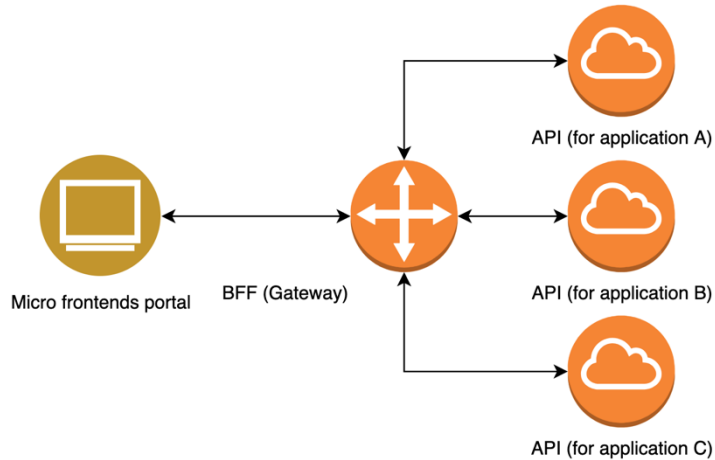 API (for application A)
Micro frontends portal
BFF (Gateway)
API (for application B)
API (for application C)